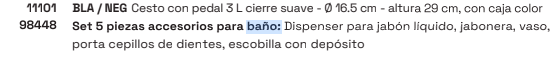 11101 BLA / NEG Cesto con pedal 3 L cierre suave - Ø 16.5 cm - altura 29 cm, con caja color
98448 Set 5 piezas accesorios para baño: Dispenser para jabón líquido, jabonera, vaso,
porta cepillos de dientes, escobilla con depósito